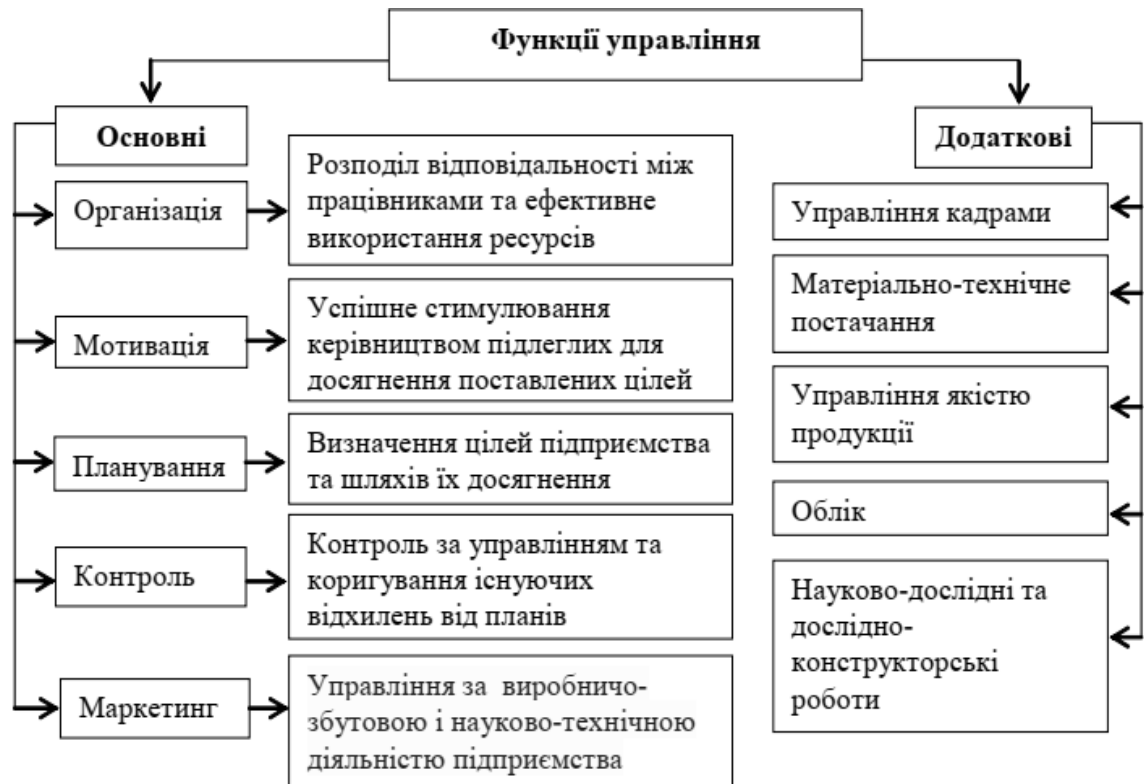 Функції управління
Основні
Організація
Розподіл відповідальності між
працівниками та ефективне
використання ресурсів
Мотивація
Успішне стимулювання
керівництвом підлеглих для
досягнення поставлених цілей
Планування
Визначення цілей підприємства
та шляхів їх досягнення
Контроль
Контроль за управлінням та
коригування існуючих
відхилень від планів
Маркетинг
Управління за виробничо-
збутовою і науково-технічною
діяльністю підприємства
Додаткові
Управління кадрами
Матеріально-технічне
постачання
Управління якістю
продукції
Облік
Науково-дослідні та
дослідно-
конструкторські
роботи